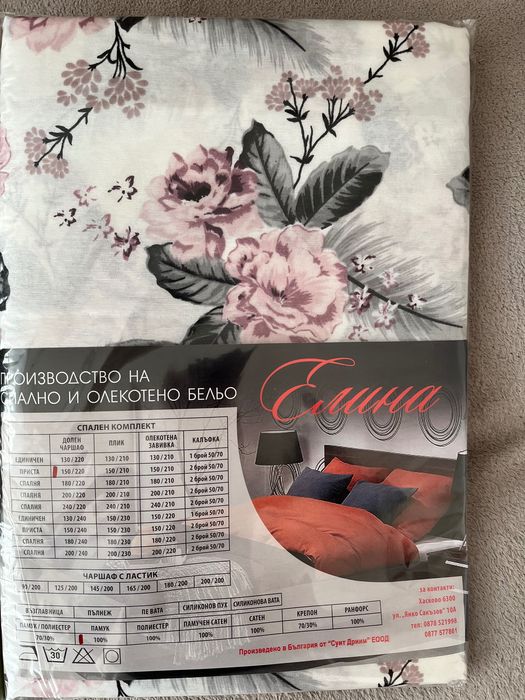 ПРОИЗВОДСТВО НА
СПАЛНО И ОЛЕКОТЕНО БЕЛЬО
Елина
СПАЛЕН КОМПЛЕКТ
ДОЛЕН ЧАРШАФ ПЛИК ОЛЕКОТЕНА ЗАВИВКА КАЛЪФКА
ЕДИНИЧЕН 130/220 130/210 130/210 1 брой 50/70
ПРИСТА 150/220 150/210 150/210 2 броя 50/70
СПАЛНЯ 180/220 180/210 180/210 2 броя 50/70
СПАЛНЯ 200/220 200/210 200/210 2 броя 50/70
СПАЛНЯ 240/220 240/210 240/210 2 броя 50/70
ЕДИНИЧЕН 130/240 150/230 150/220 1 брой 50/70
ПРИСТА 150/240 150/230 150/220 2 броя 50/70
СПАЛНЯ 180/240 180/230 180/220 2 броя 50/70
СПАЛНЯ 200/240 200/230 200/220 2 броя 50/70
ЧАРШАФ С ЛАСТИК
93/200 125/200 145/200 165/200 180/200 200/200
ВЪЗГЛАВНИЦА ПЪЛНЕЖ ПЕ ВАТА СИЛИКОНОВ ПУХ СИЛИКОНОВА ВАТА
ПАМУК/ПОЛИЕСТЕР ПАМУК ПОЛИЕСТЕР ПАМУЧЕН САТЕН САТЕН КРЕПОН РАНФОРС
70/30% 100% 100% 100% 100% 70/30% 100%
30
Произведено в България от "Суит Дрийм" ЕООД
за контакти:
Хасково 6300
ул. „Янко Сакъзов" 10А
тел: 0878 521998
0877 577861